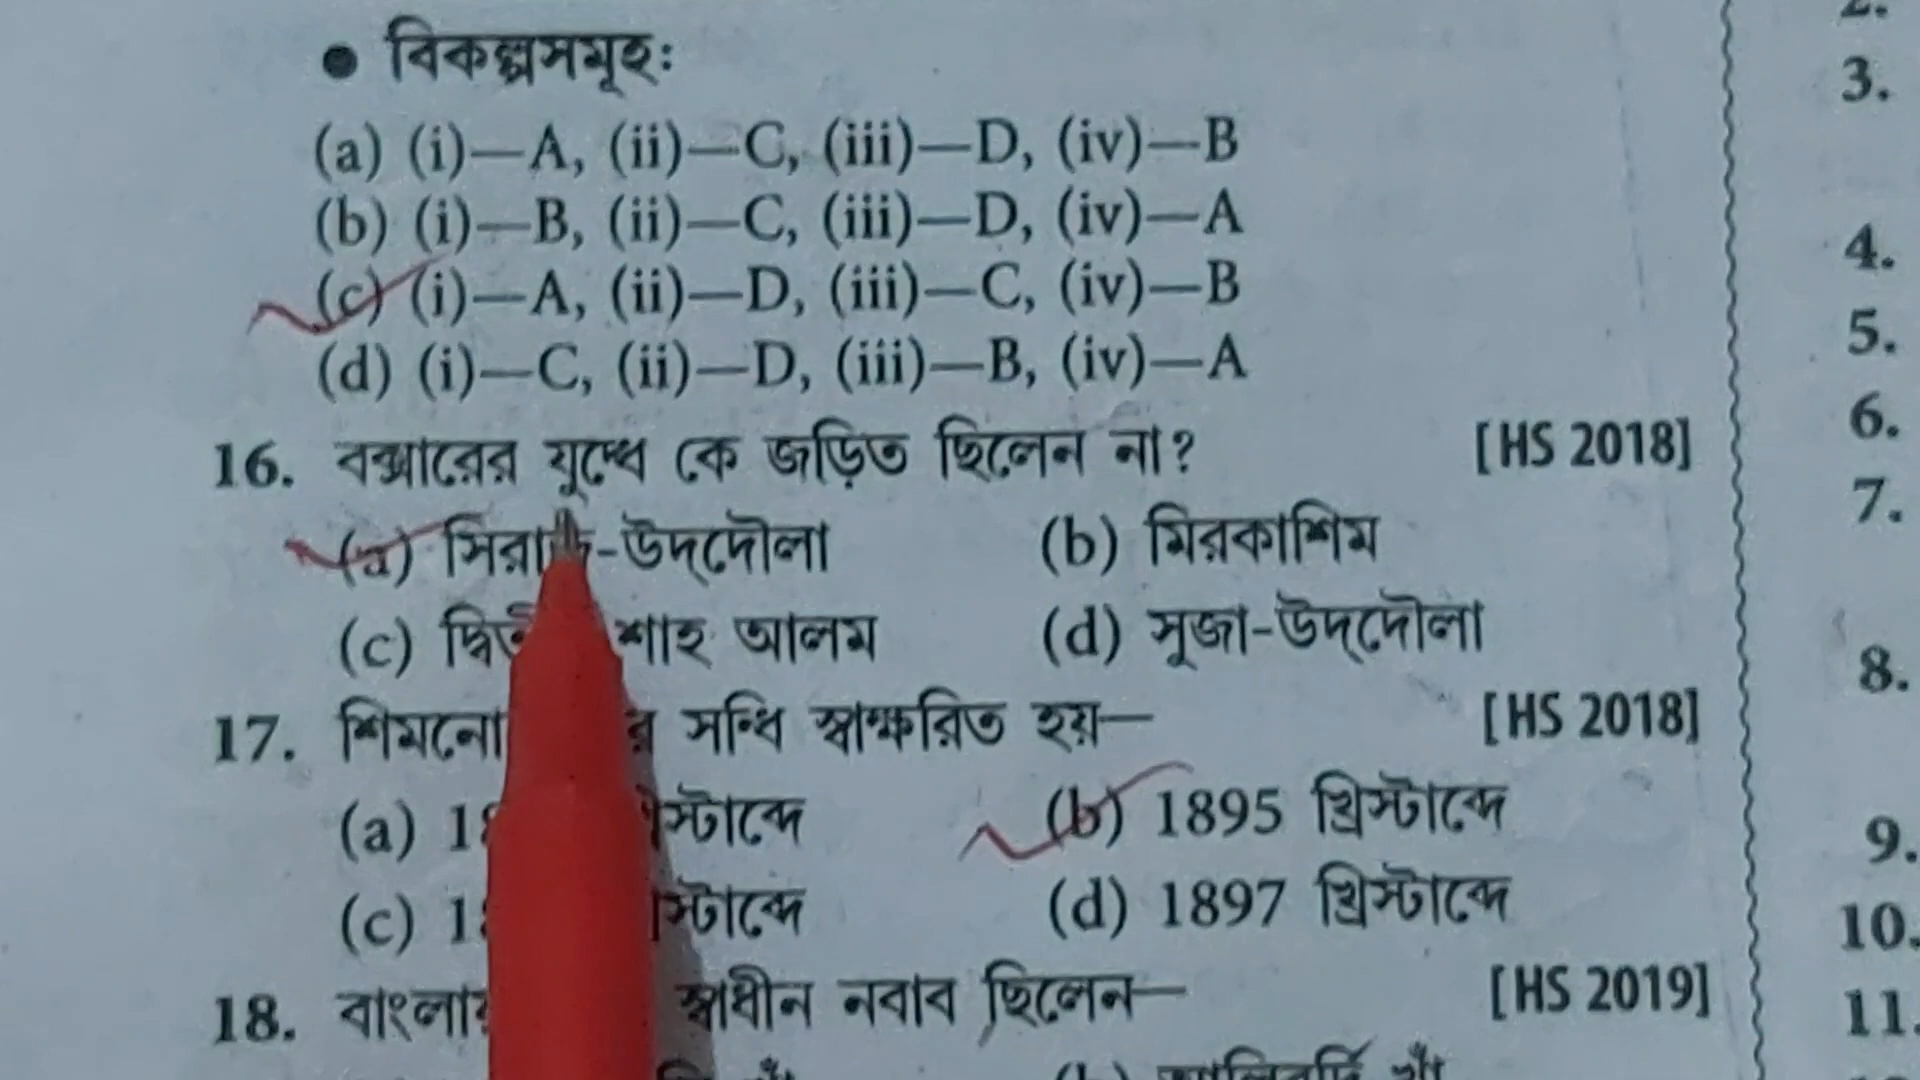 ● বিকল্পসমূহঃ
(a) (i)—A, (ii)—C, (iii)—D, (iv)—B
(b) (i)—B, (ii)—C, (iii)—D, (iv)—A
(c) (i)—A, (ii)—D, (iii)—C, (iv)—B
(d) (i)—C, (ii)—D, (iii)—B, (iv)—A
16. বক্সারের যুদ্ধে কে জড়িত ছিলেন না? [HS 2018]
(a) -উদ্‌দৌলা (b) মিরকাশিম
(c) শাহ আলম (d) সুজা-উদ্‌দৌলা
17. সন্ধি স্বাক্ষরিত হয়— [HS 2018]
(a) (b) 1895 খ্রিস্টাব্দে
(c) (d) 1897 খ্রিস্টাব্দে
18. স্বাধীন নবাব ছিলেন— [HS 2019]
3.
4.
5.
6.
7.
8.
9.
10.
11.